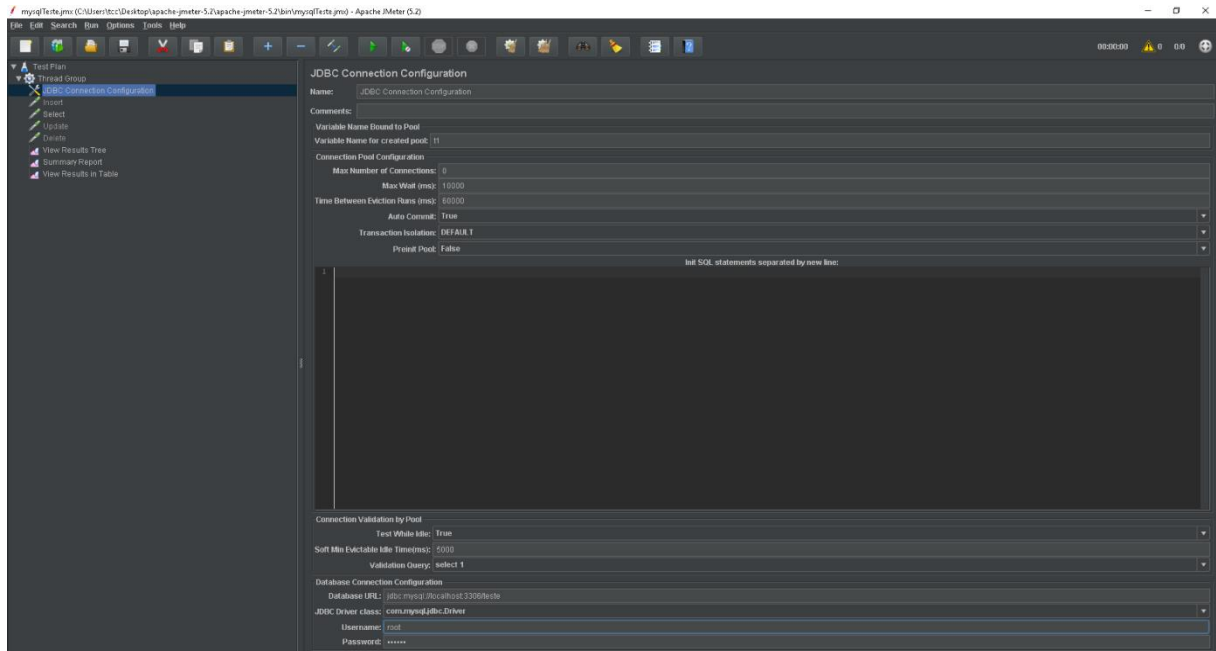 mysqlTeste.jmx (C:\Users\tcc\Desktop\apache-jmeter-5.2\apache-jmeter-5.2\bin\mysqlTeste.jmx) - Apache JMeter (5.2)
File Edit Search Run Options Tools Help
00:00:00 0 0/0
Test Plan
Thread Group
JDBC Connection Configuration
Insert
Select
Update
Delete
View Results Tree
Summary Report
View Results in Table
JDBC Connection Configuration
Name: JDBC Connection Configuration
Comments:
Variable Name Bound to Pool
Variable Name for created pool: t1
Connection Pool Configuration
Max Number of Connections: 0
Max Wait (ms): 10000
Time Between Eviction Runs (ms): 60000
Auto Commit: True
Transaction Isolation: DEFAULT
Preinit Pool: False
Init SQL statements separated by new line:
1
Connection Validation by Pool
Test While Idle: True
Soft Min Evictable Idle Time(ms): 5000
Validation Query: select 1
Database Connection Configuration
Database URL: jdbc:mysql://localhost:3306/teste
JDBC Driver class: com.mysql.jdbc.Driver
Username: root
Password: ••••••